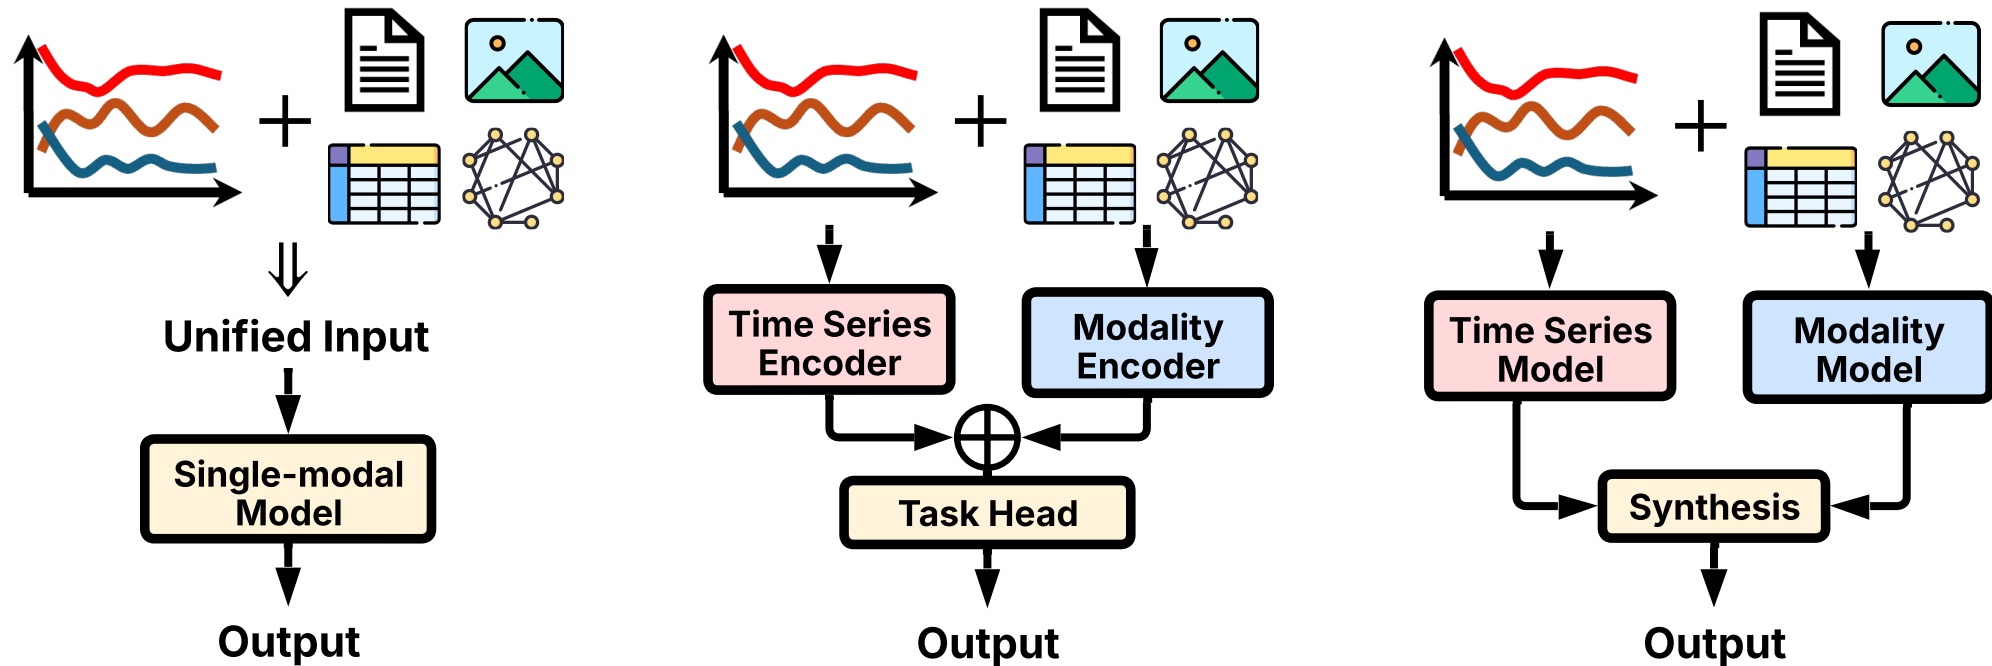 Unified Input
Single-modal
Model
Output
Time Series
Encoder
Modality
Encoder
Task Head
Output
Time Series
Model
Modality
Model
Synthesis
Output